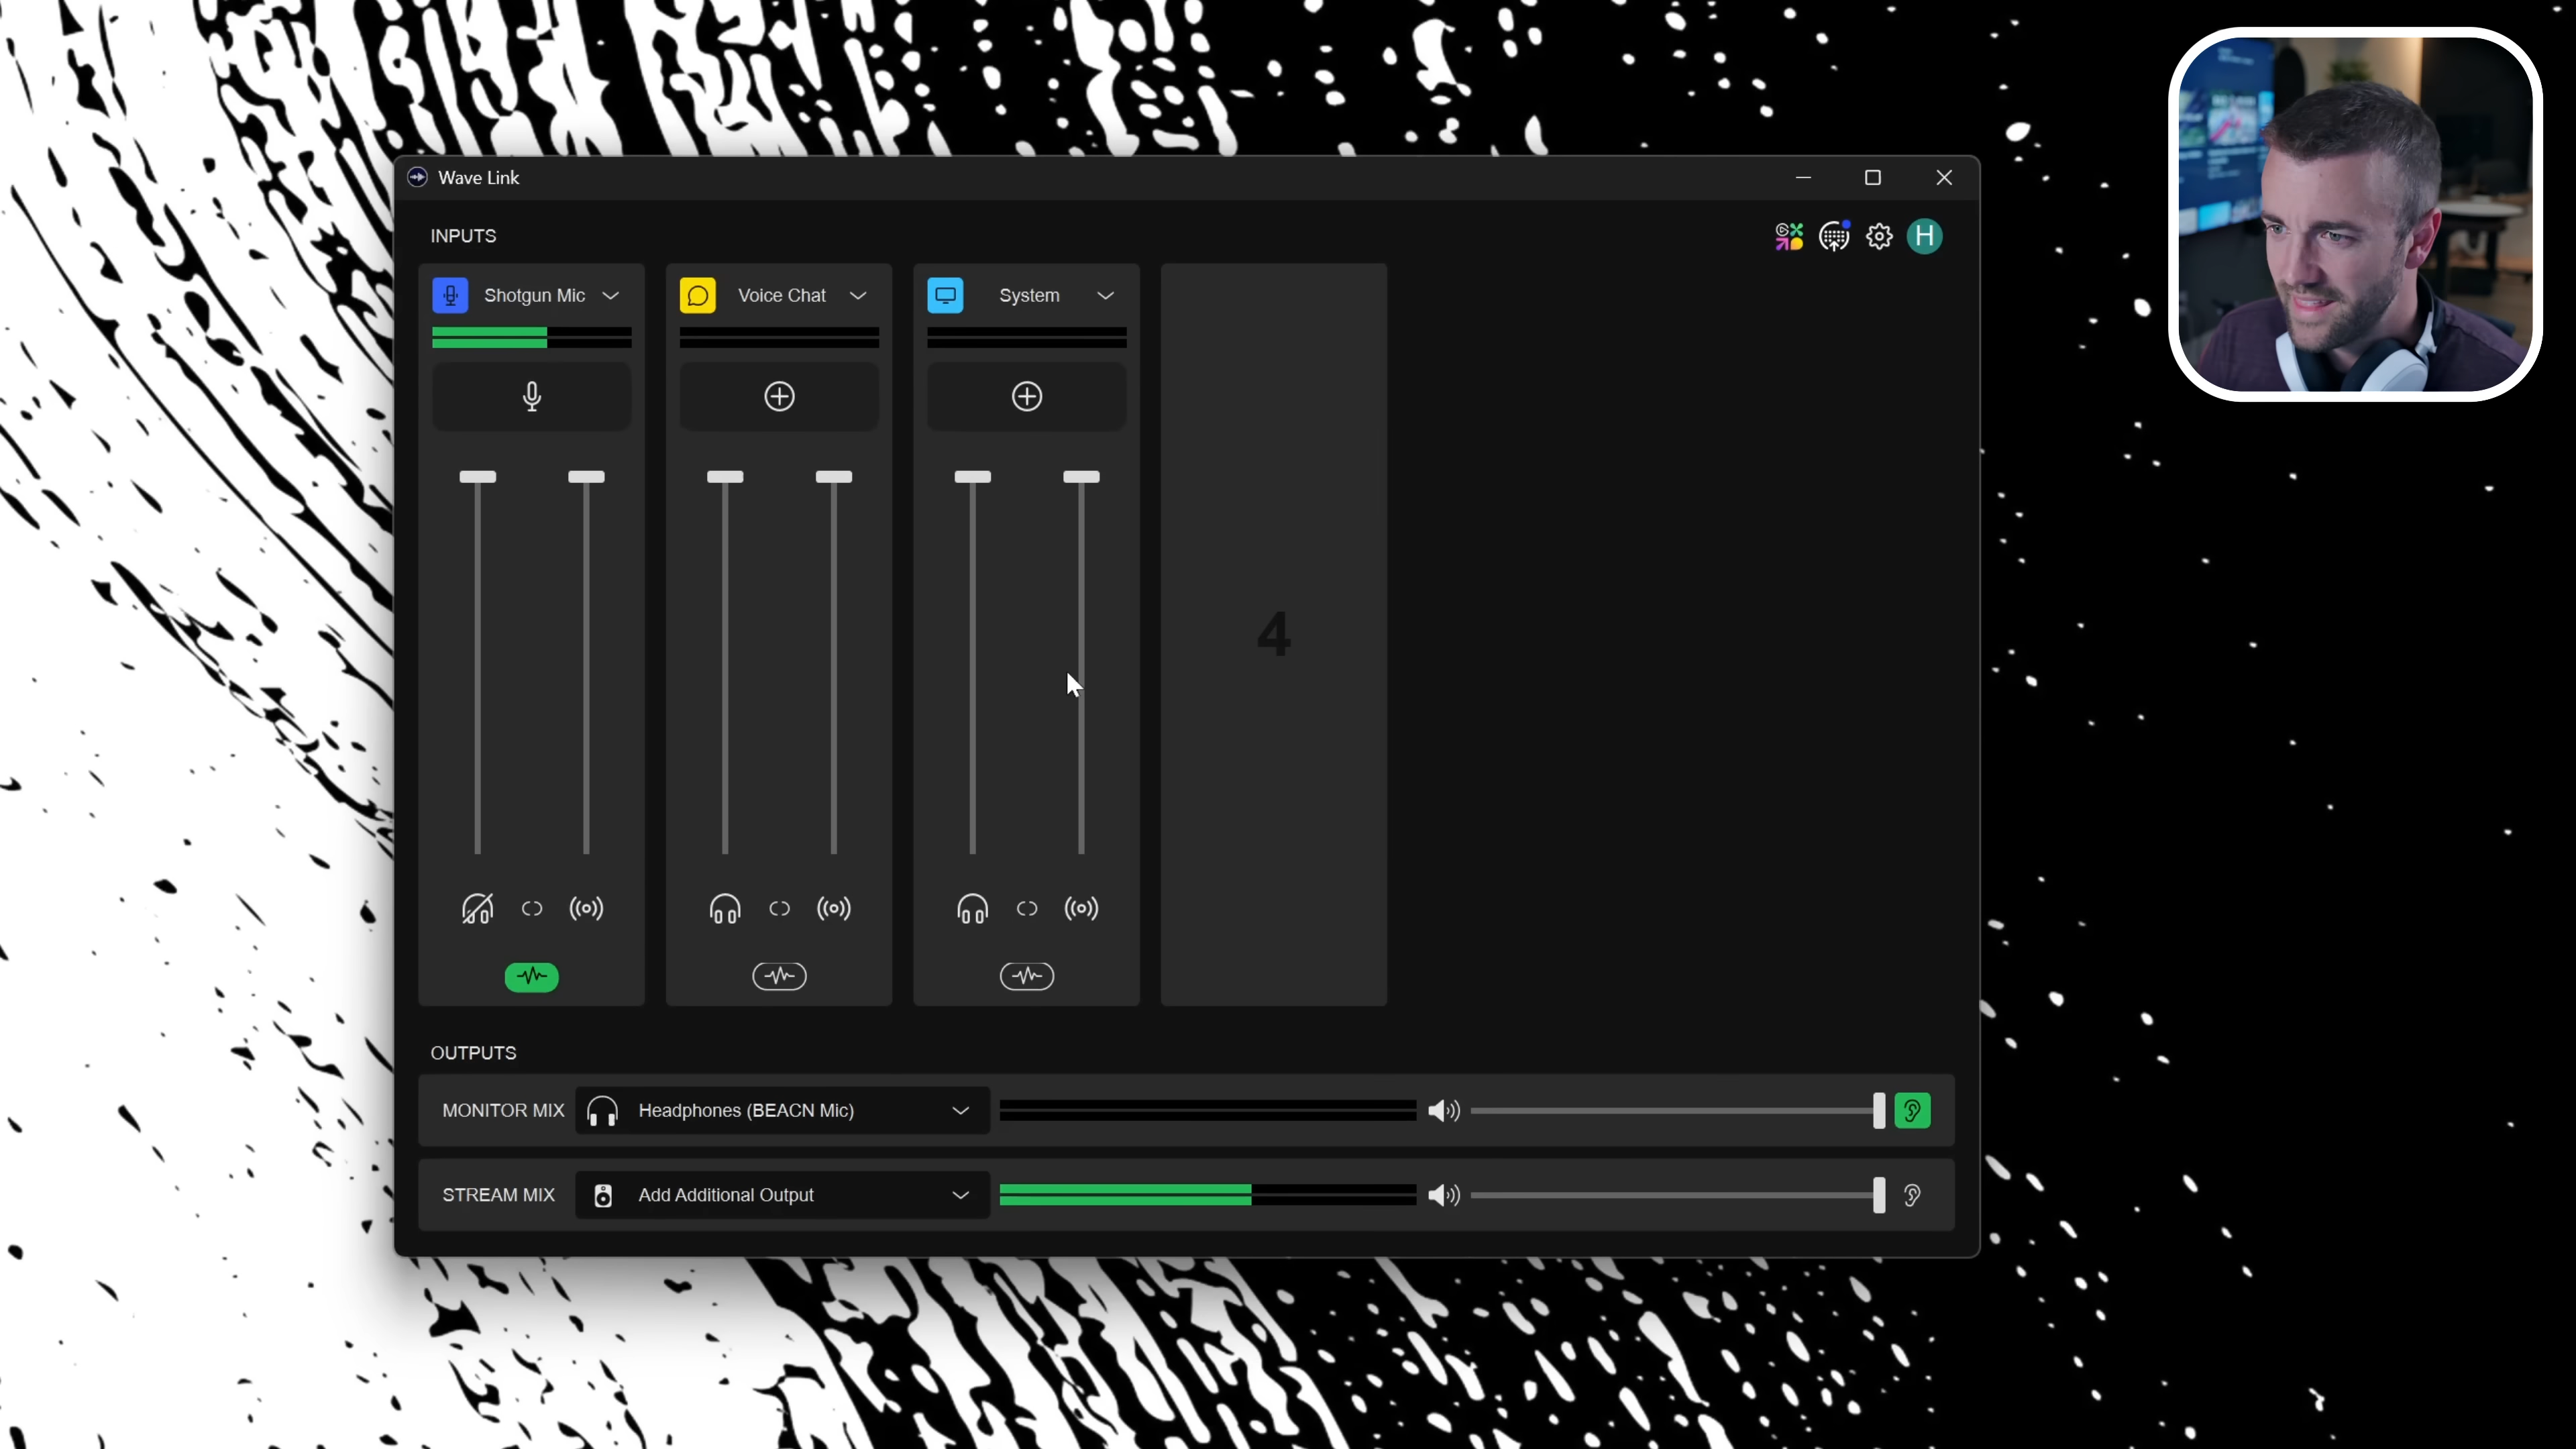 Wave Link
INPUTS
H
Shotgun Mic
Voice Chat
System
4
OUTPUTS
MONITOR MIX
Headphones (BEACN Mic)
STREAM MIX
Add Additional Output